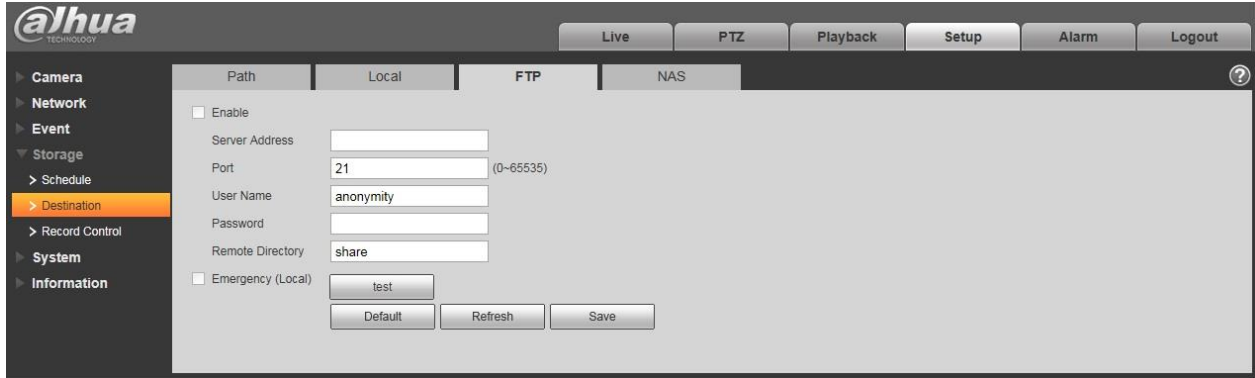 alhua
TECHNOLOGY
Live PTZ Playback Setup Alarm Logout
Camera
Network
Event
Storage
> Schedule
> Destination
> Record Control
System
Information
Path Local FTP NAS ?
Enable
Server Address
Port 21 (0~65535)
User Name anonymity
Password
Remote Directory share
Emergency (Local) test
Default Refresh Save